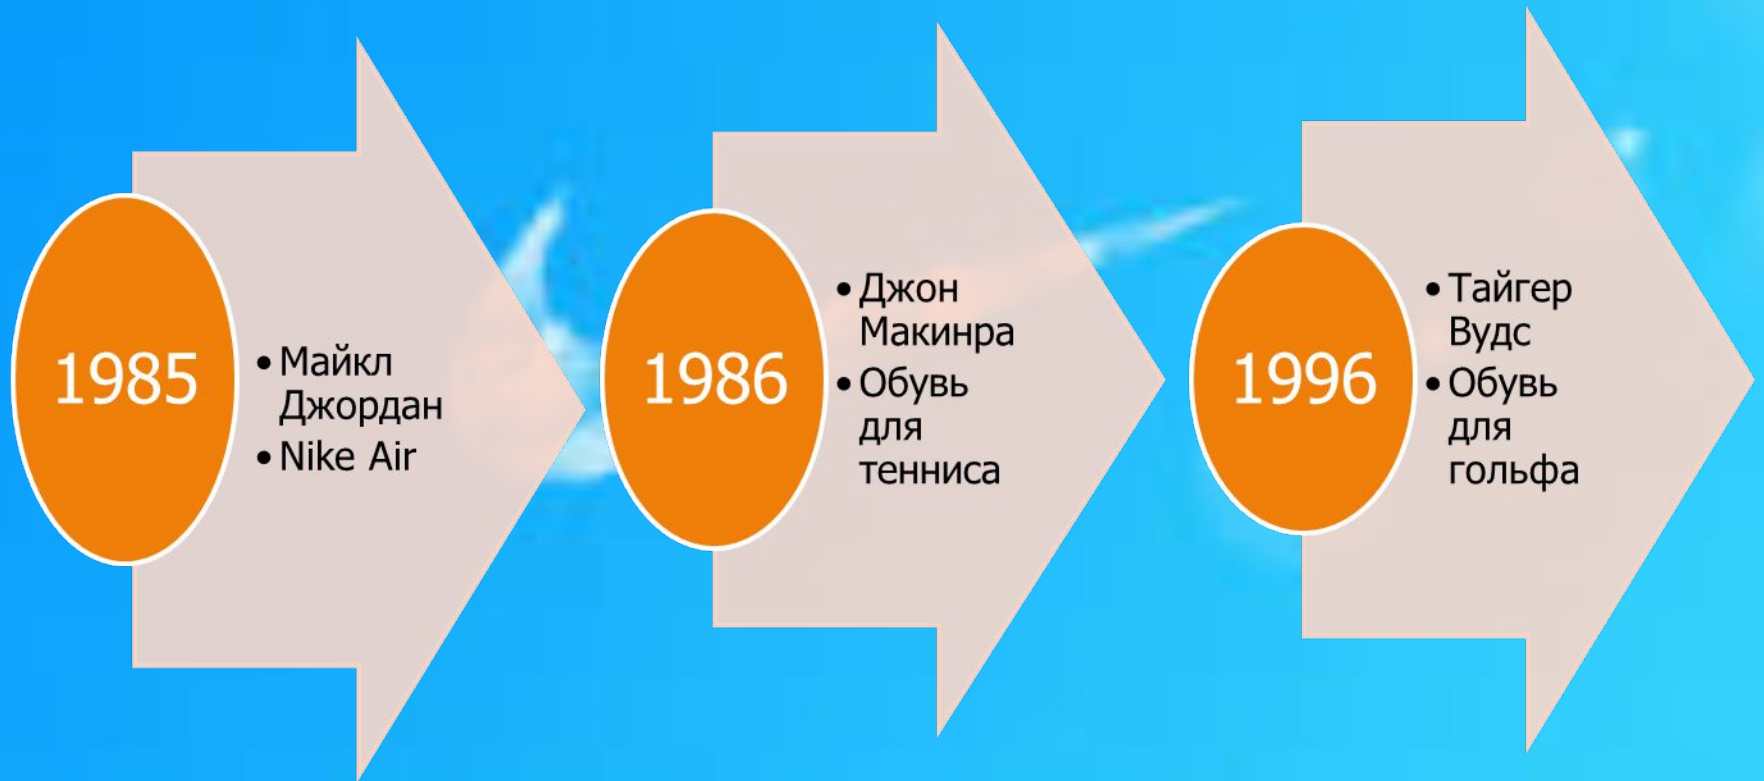 1985
• Майкл
Джордан
• Nike Air
1986
• Джон
Макинра
• Обувь
для
тенниса
1996
• Тайгер
Вудс
• Обувь
для
гольфа